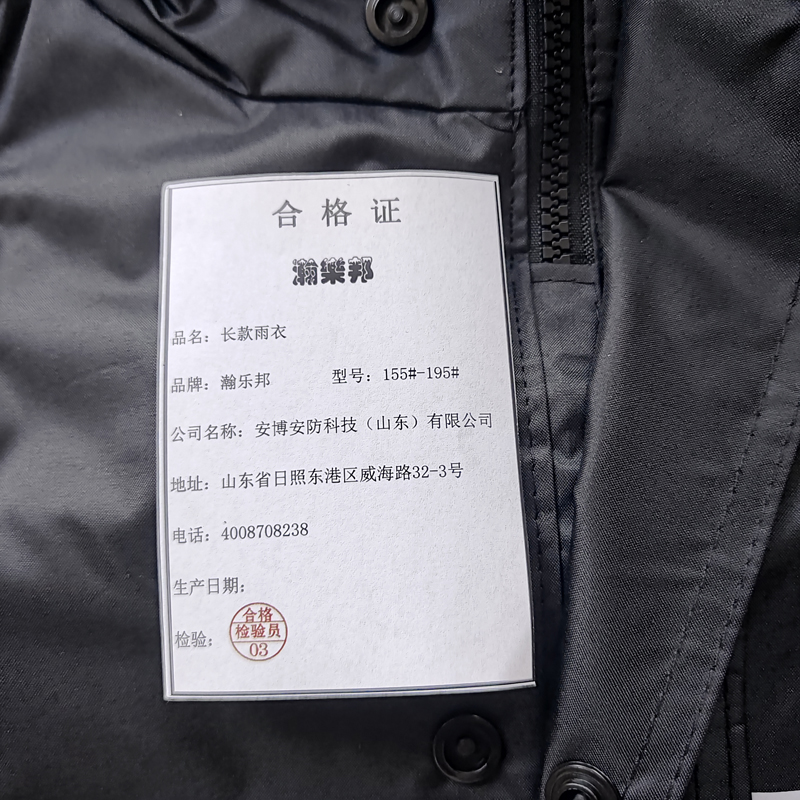 合格证
瀚樂邦
品名：长款雨衣
品牌：瀚乐邦 型号：155#-195#
公司名称：安博安防科技（山东）有限公司
地址：山东省日照东港区威海路32-3号
电话：4008708238
生产日期：
检验：
合格
检验员
03